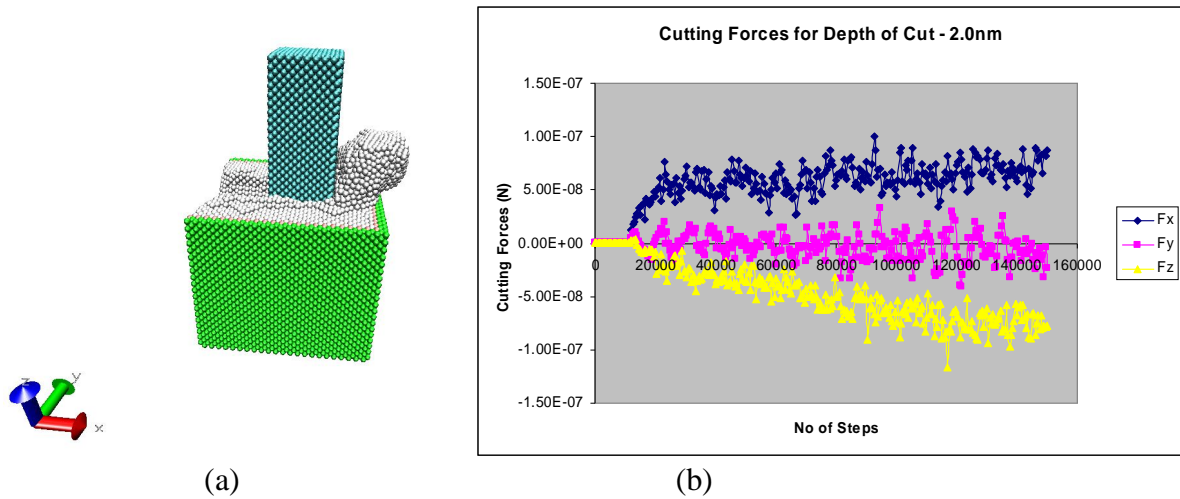 z
y
x
Cutting Forces for Depth of Cut - 2.0nm
Cutting Forces (N)
1.50E-07
1.00E-07
5.00E-08
0.00E+00
-5.00E-08
-1.00E-07
-1.50E-07
0 20000 40000 60000 80000 100000 120000 140000 160000
No of Steps
Fx
Fy
Fz
(a) (b)